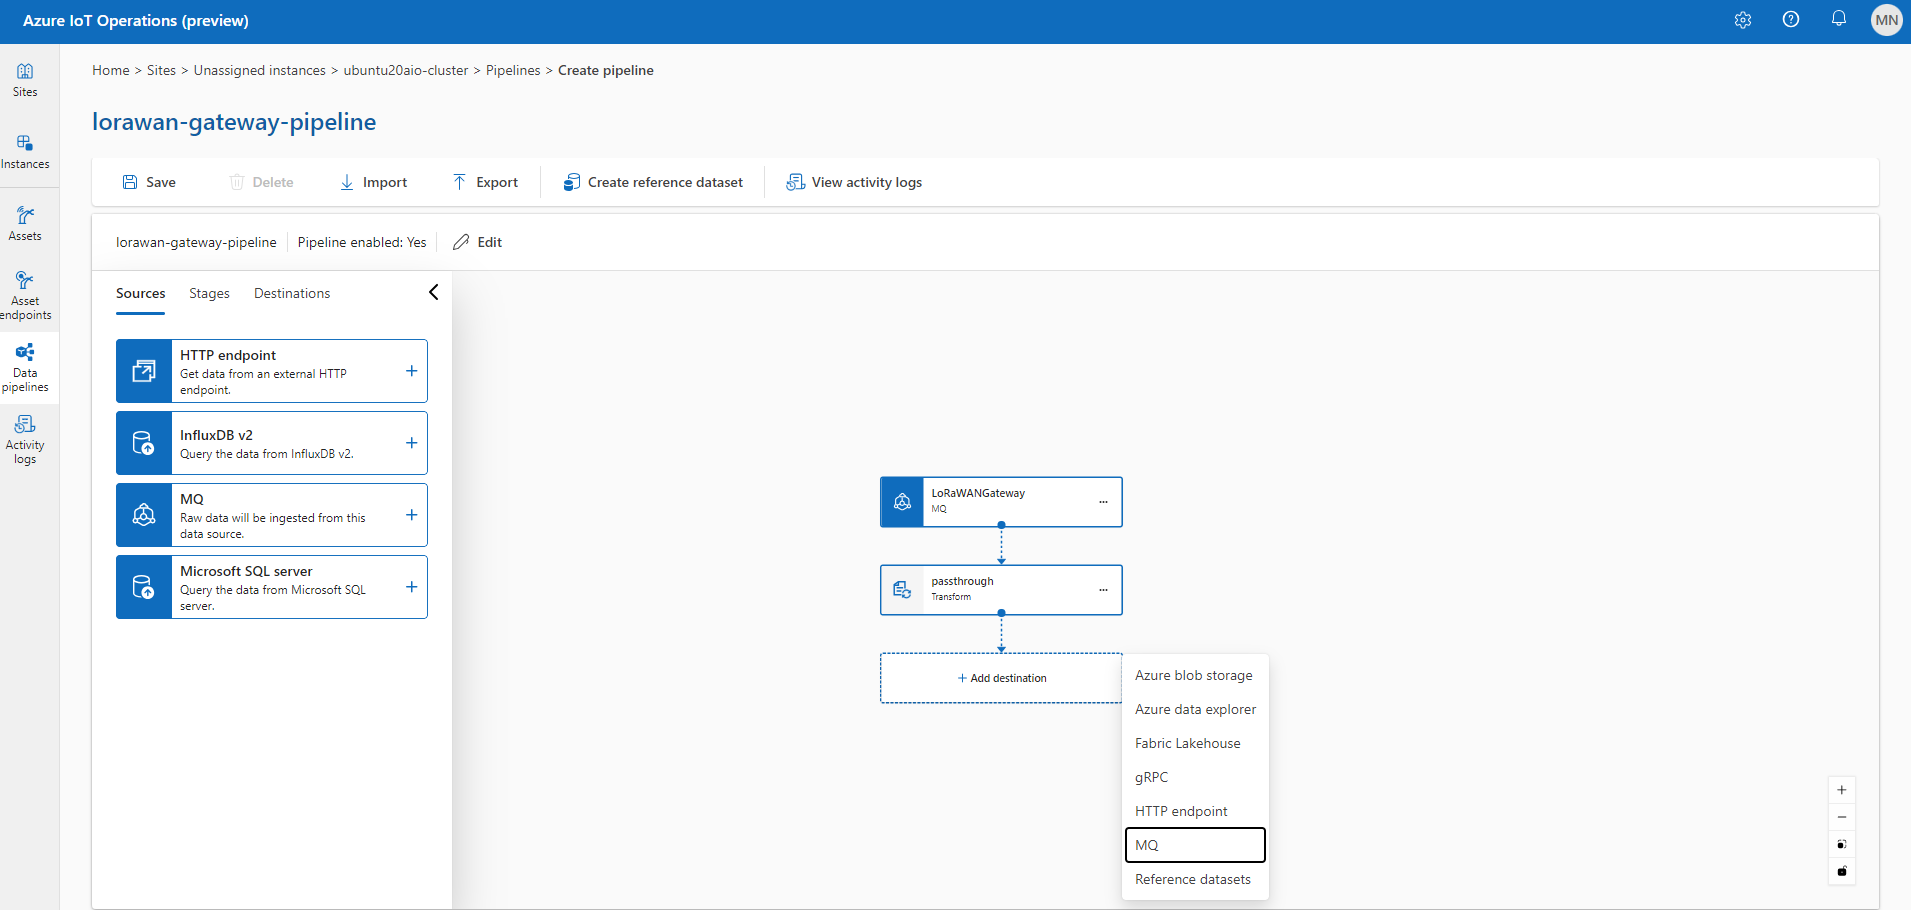 Azure IoT Operations (preview)
MN
Sites
Instances
Assets
Asset
endpoints
Data
pipelines
Activity
logs
Home > Sites > Unassigned instances > ubuntu20aio-cluster > Pipelines > Create pipeline
lorawan-gateway-pipeline
Save
Delete
Import
Export
Create reference dataset
View activity logs
lorawan-gateway-pipeline
Pipeline enabled: Yes
Edit
Sources
Stages
Destinations
HTTP endpoint
Get data from an external HTTP
endpoint.
InfluxDB v2
Query the data from InfluxDB v2.
MQ
Raw data will be ingested from this
data source.
Microsoft SQL server
Query the data from Microsoft SQL
server.
LoRaWANGateway
MQ
passthrough
Transform
+ Add destination
Azure blob storage
Azure data explorer
Fabric Lakehouse
gRPC
HTTP endpoint
MQ
Reference datasets